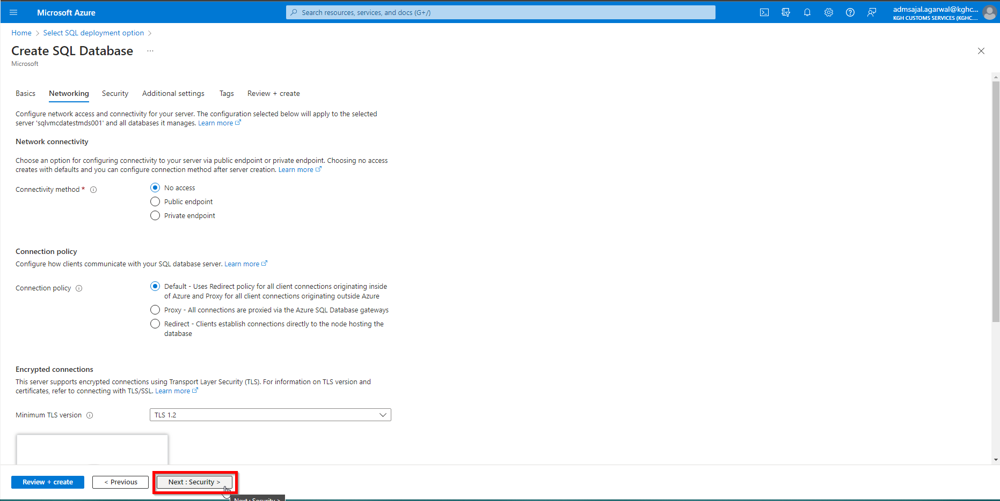 Microsoft Azure
Search resources, services, and docs (G+/)
admsajal.agarwal@kghc...
KGH CUSTOMS SERVICES (KGHC....
Home > Select SQL deployment option >
Create SQL Database ...
Microsoft
Basics Networking Security Additional settings Tags Review + create
Configure network access and connectivity for your server. The configuration selected below will apply to the selected
server 'sqlvmcdatestmds001' and all databases it manages. Learn more
Network connectivity
Choose an option for configuring connectivity to your server via public endpoint or private endpoint. Choosing no access
creates with defaults and you can configure connection method after server creation. Learn more
Connectivity method *
No access
Public endpoint
Private endpoint
Connection policy
Configure how clients communicate with your SQL database server. Learn more
Connection policy
Default - Uses Redirect policy for all client connections originating inside
of Azure and Proxy for all client connections originating outside Azure
Proxy - All connections are proxied via the Azure SQL Database gateways
Redirect - Clients establish connections directly to the node hosting the
database
Encrypted connections
This server supports encrypted connections using Transport Layer Security (TLS). For information on TLS version and
certificates, refer to connecting with TLS/SSL. Learn more
Minimum TLS version
TLS 1.2
Review + create < Previous Next : Security >
Next : Security >